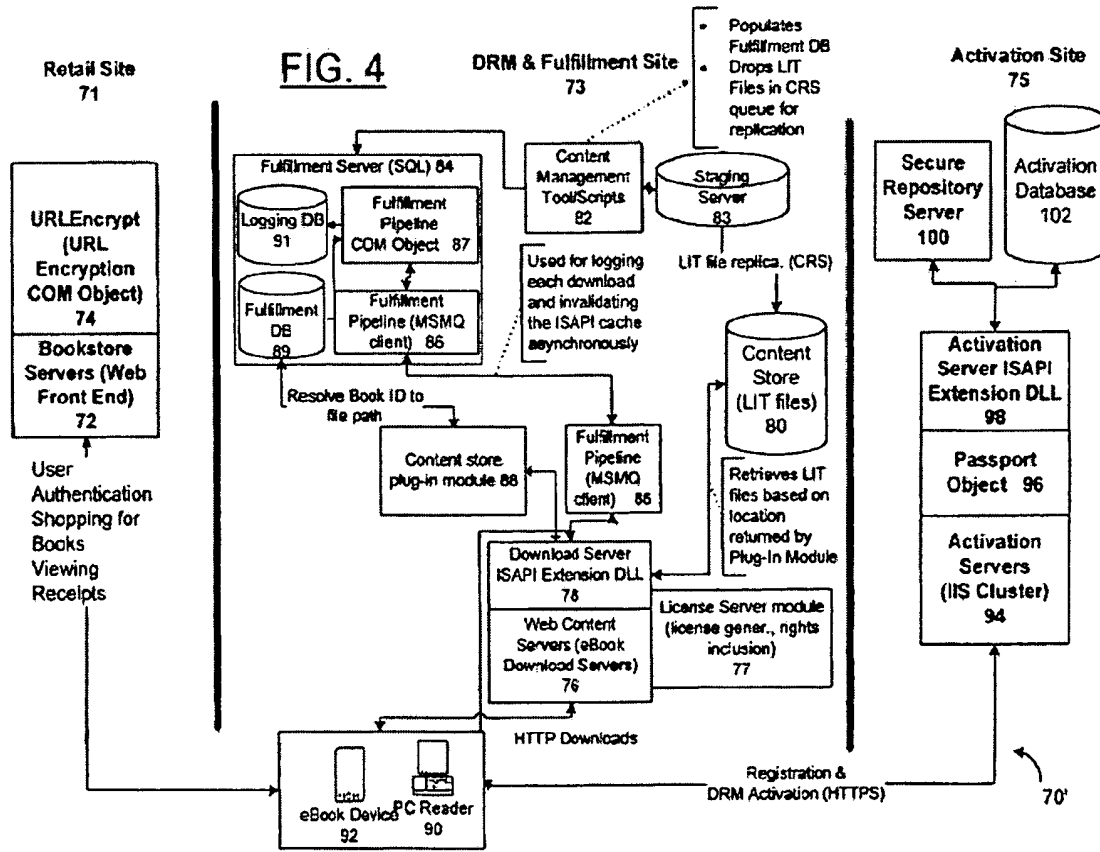 FIG. 4
Retail Site
71
DRM & Fulfillment Site
73
Activation Site
75
• Populates
Fulfillment DB
• Drops LIT
Files in CRS
queue for
replication
URLEncrypt
(URL
Encryption
COM Object)
74
Bookstore
Servers (Web
Front End)
72
User
Authentication
Shopping for
Books
Viewing
Receipts
Fulfillment Server (SQL) 84
Logging DB
91
Fulfillment
Pipeline
COM Object 87
Fulfillment
DB
89
Fulfillment
Pipeline (MSMQ
client) 86
Content
Management
Tool/Scripts
82
Staging
Server
83
Used for logging
each download
and invalidating
the ISAPI cache
asynchronously
LIT file replica. (CRS)
Content
Store
(LIT files)
80
Resolve Book ID to
file path
Content store
plug-in module 88
Fulfillment
Pipeline
(MSMQ
client) 85
Retrieves LIT
files based on
location
returned by
Plug-In Module
Download Server
ISAPI Extension DLL
78
Web Content
Servers (eBook
Download Servers)
76
License Server module
(license gener., rights
inclusion)
77
HTTP Downloads
eBook Device
92
PC Reader
90
Secure
Repository
Server
100
Activation
Database
102
Activation
Server ISAPI
Extension DLL
98
Passport
Object 96
Activation
Servers
(IIS Cluster)
94
Registration &
DRM Activation (HTTPS)
70'